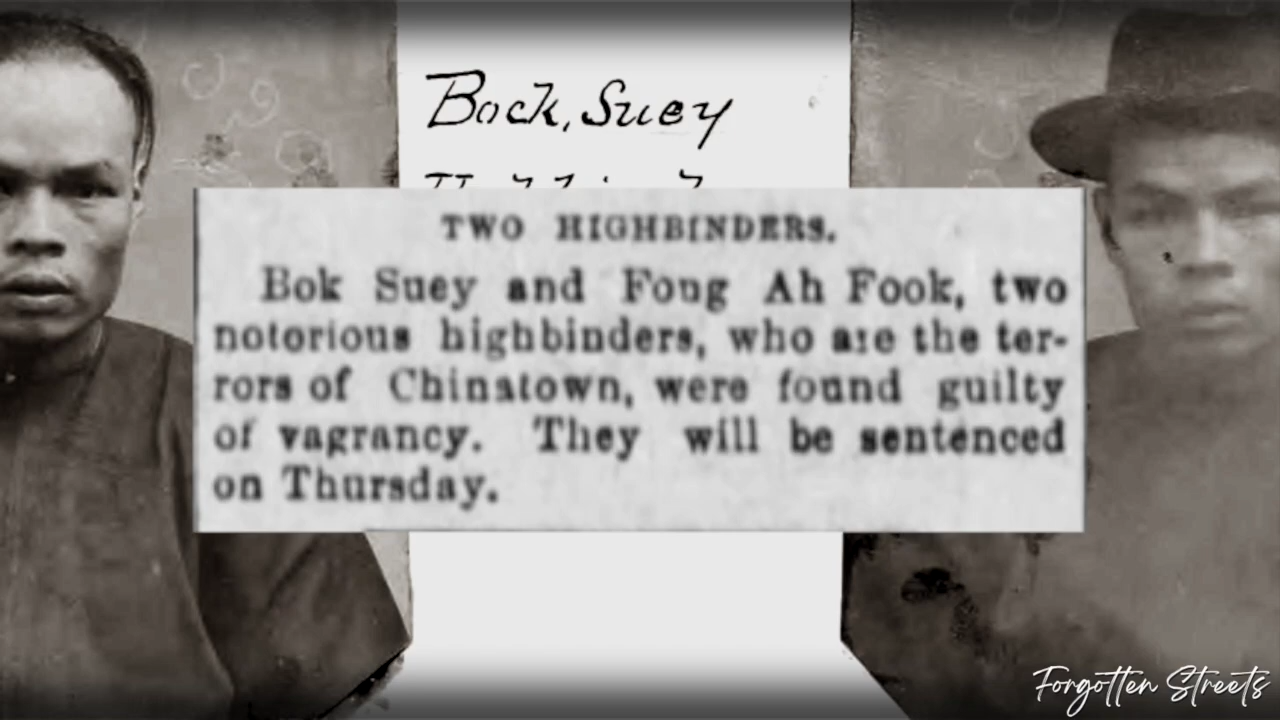 Bock, Suey
TWO HIGHBINDERS.
Bok Suey and Foug Ah Fook, two
notorious highbinders, who are the ter-
rors of Chinatown, were found guilty
of vagrancy. They will be sentenced
on Thursday.
Forgotten Streets